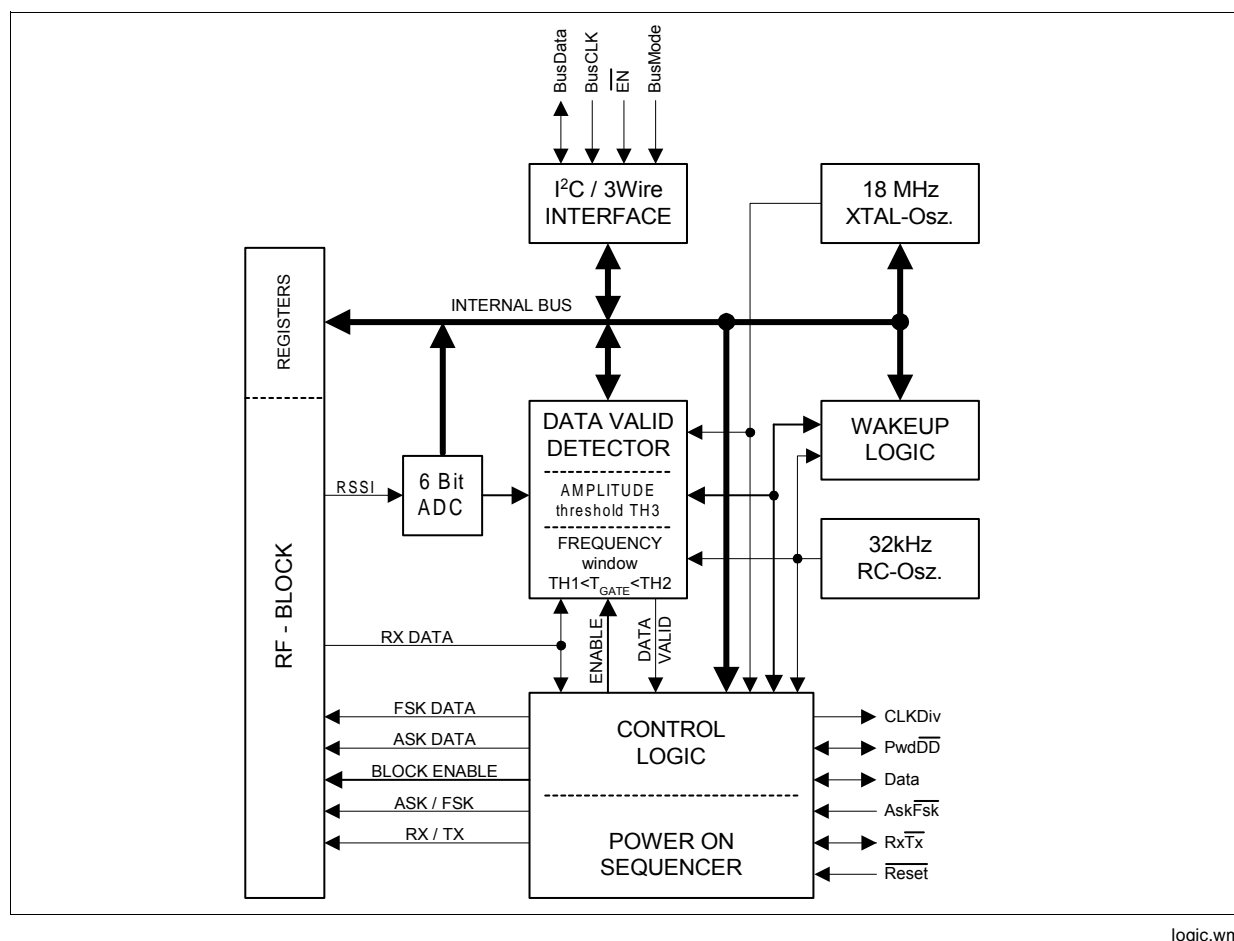 BusData
BusCLK
EN
BusMode
I²C / 3Wire
INTERFACE
18 MHz
XTAL-Osz.
REGISTERS
INTERNAL BUS
DATA VALID
DETECTOR
AMPLITUDE
threshold TH3
FREQUENCY
window
TH1<T_GATE<TH2
WAKEUP
LOGIC
RSSI
6 Bit
ADC
32kHz
RC-Osz.
RF - BLOCK
RX DATA
ENABLE
DATA
VALID
FSK DATA
ASK DATA
BLOCK ENABLE
ASK / FSK
RX / TX
CONTROL
LOGIC
POWER ON
SEQUENCER
CLKDiv
PwdDD
Data
AskFsk
RxTx
Reset